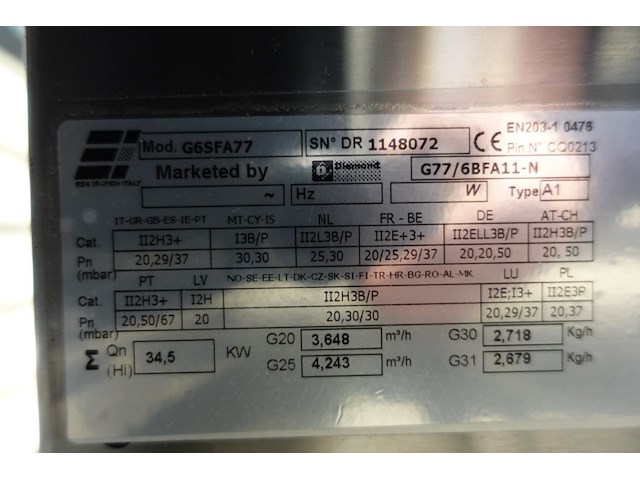 Mod. G6SFA77 SN° DR 1148072 CE EN203-1 0476
Pin.N° CQ0213
Marketed by Diamond G77/6BFA11-N
~ Hz W Type A1
IT-GR-GB-ES-IE-PT MT-CY-IS NL FR - BE DE AT-CH
Cat. II2H3+ I3B/P II2L3B/P II2E+3+ II2ELL3B/P II2H3B/P
Pn (mbar) 20,29/37 30,30 25,30 20/25,29/37 20,20,50 20, 50
PT LV NO-SE-EE-LT-DK-CZ-SK-SI-FI-TR-HR-BG-RO-AL-MK LU PL
Cat. II2H3+ I2H II2H3B/P I2E;I3+ II2E3P
Pn (mbar) 20,50/67 20 20,30/30 20,29/37 20,37
Σ Qn (Hi) 34,5 KW G20 3,648 m³/h G30 2,718 Kg/h
G25 4,243 m³/h G31 2,679 Kg/h